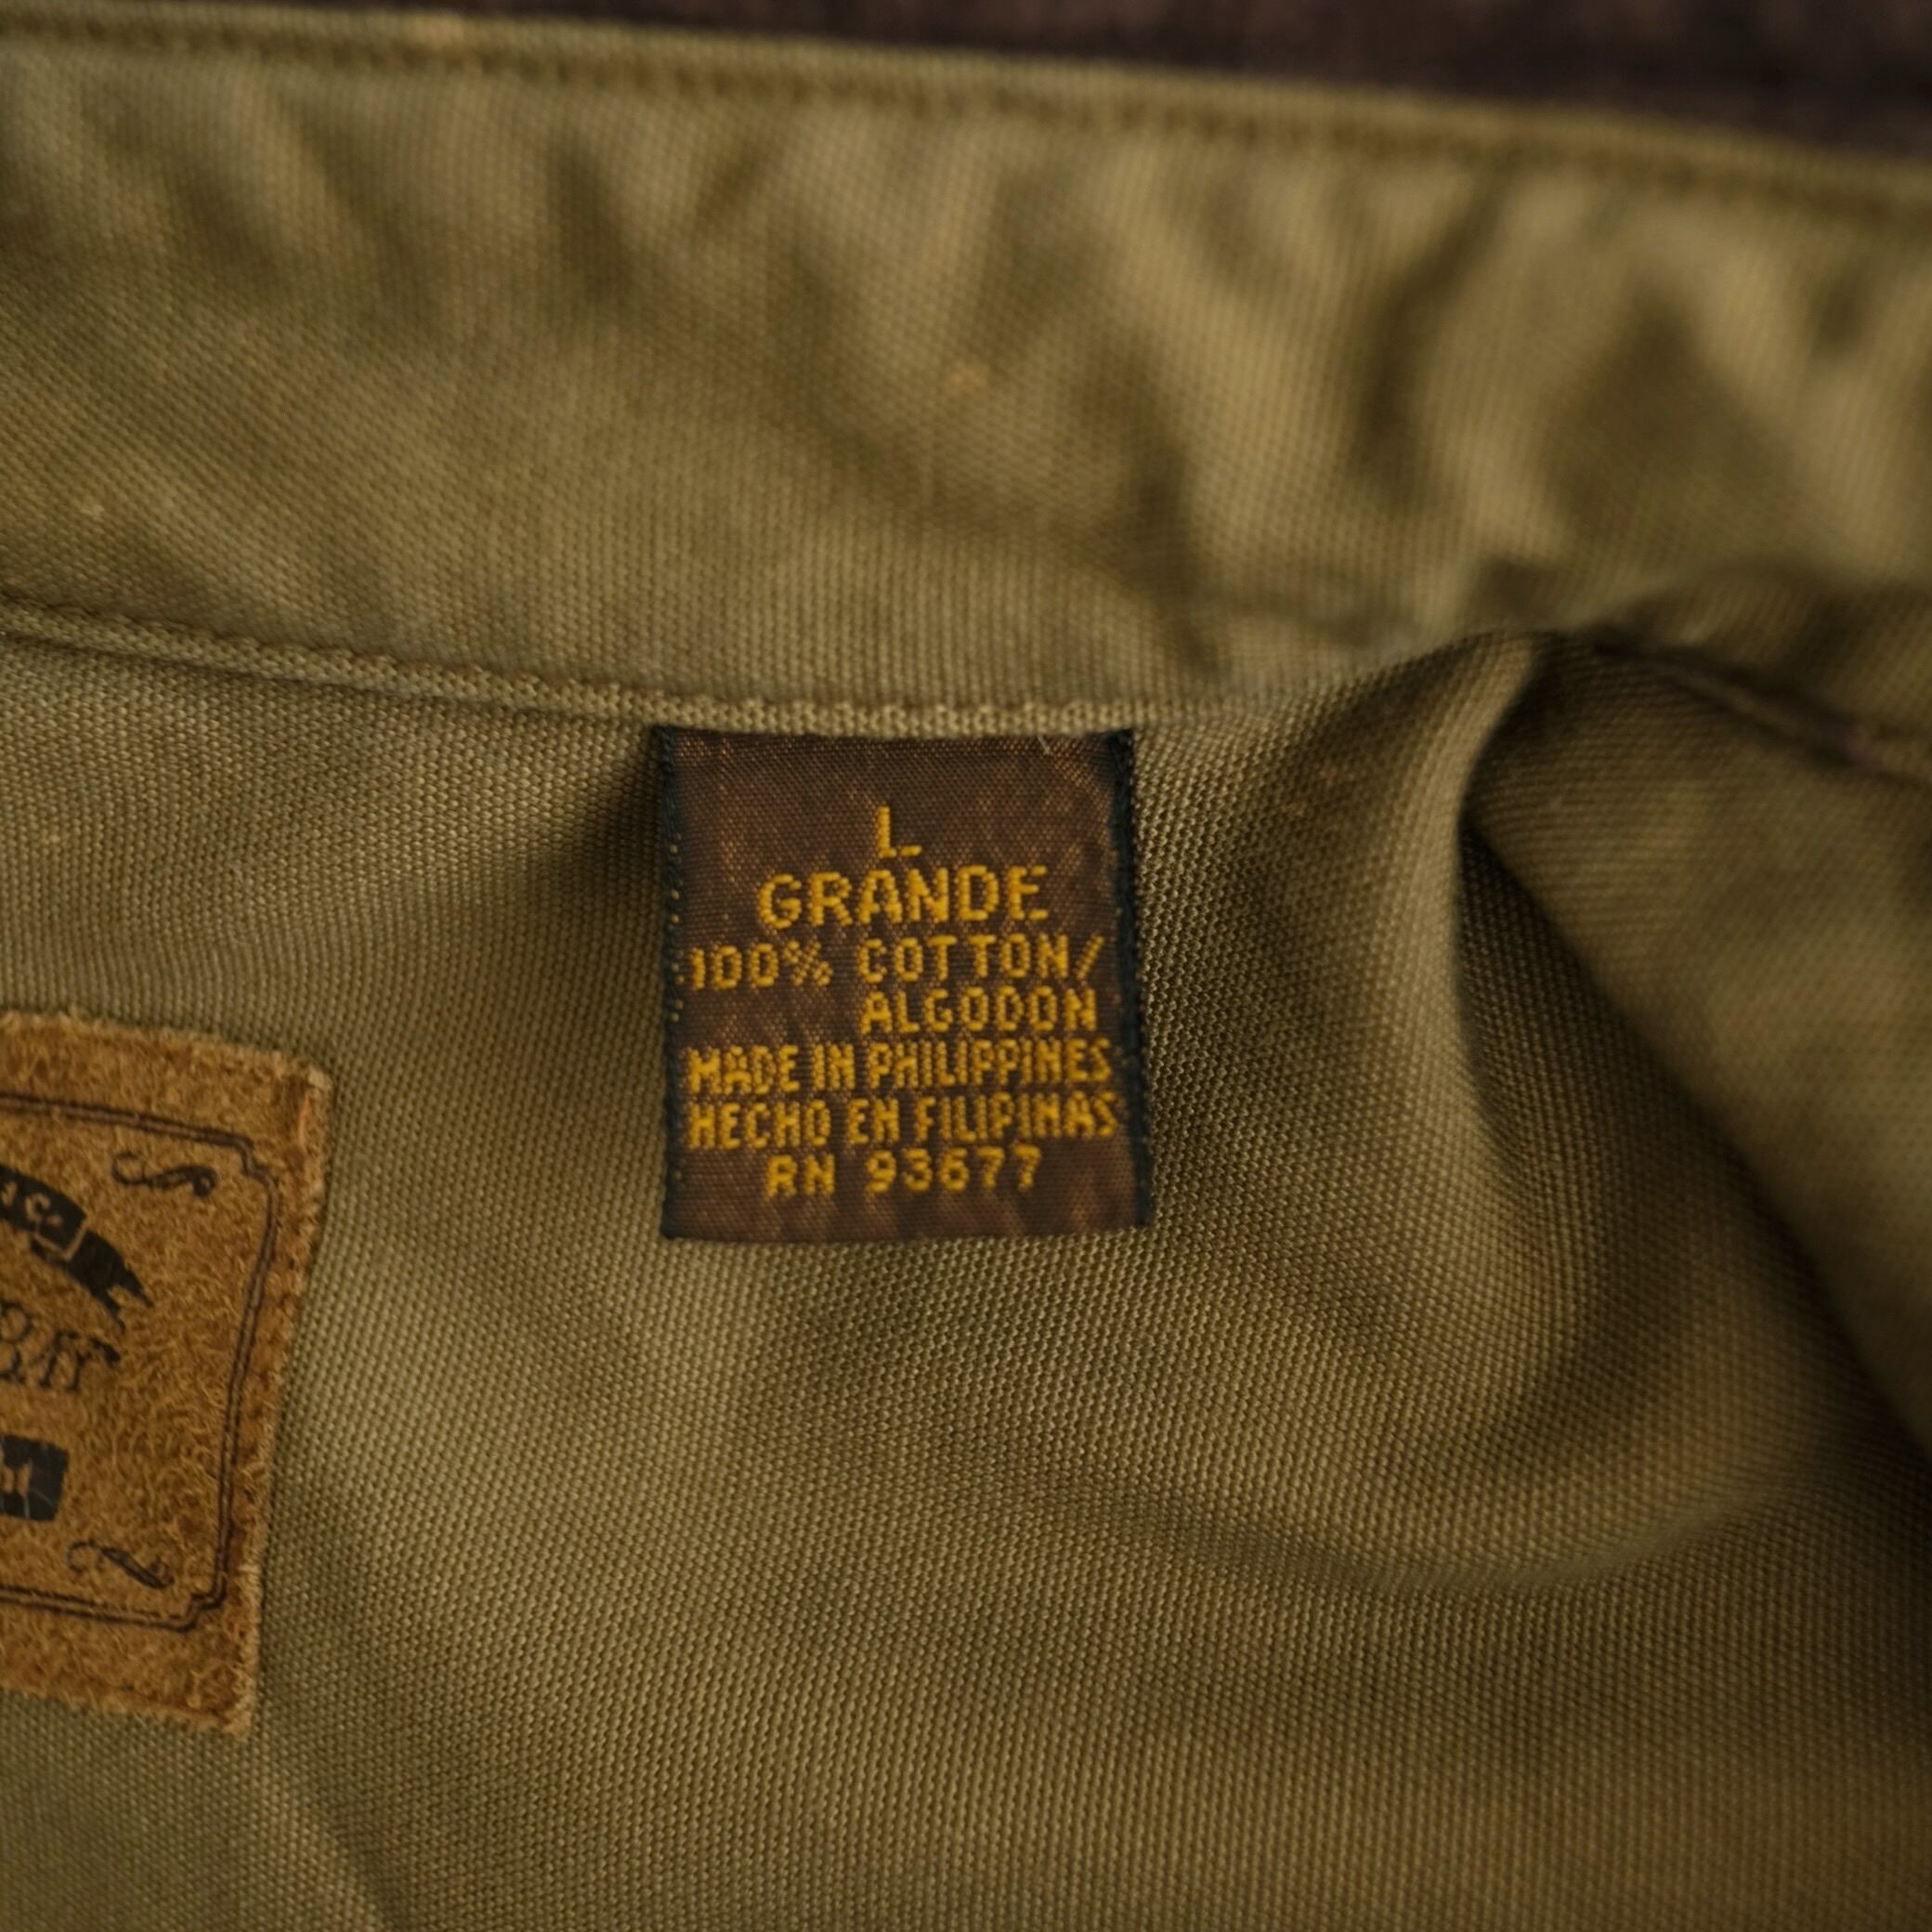 L
GRANDE
100% COTTON/
ALGODON
MADE IN PHILIPPINES
HECHO EN FILIPINAS
RN 93677